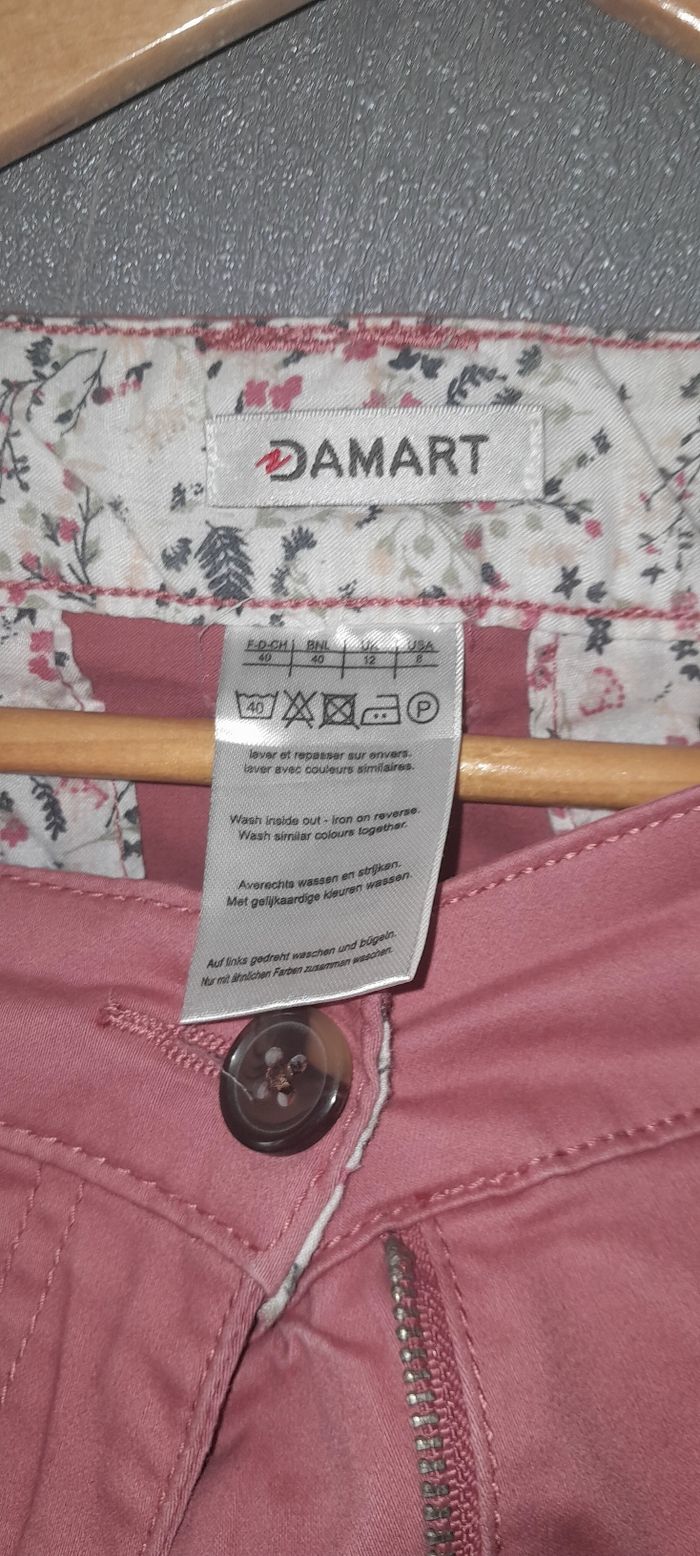 DAMART
F-D-CH BNL UK USA
40 40 12 8
40 P
laver et repasser sur envers.
laver avec couleurs similaires.
Wash inside out - iron on reverse.
Wash similar colours together.
Averechts wassen en strijken.
Met gelijkaardige kleuren wassen.
Auf links gedreht waschen und bügeln.
Nur mit ähnlichen Farben zusammen waschen.